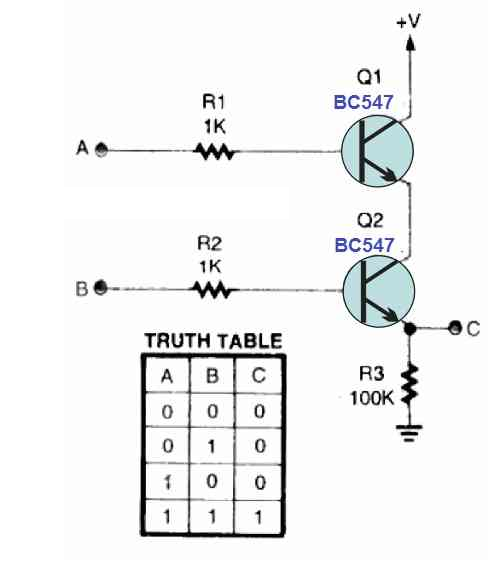 +V
Q1
BC547
R1
1K
A
Q2
BC547
R2
1K
B
C
TRUTH TABLE
A B C
0 0 0
0 1 0
1 0 0
1 1 1
R3
100K